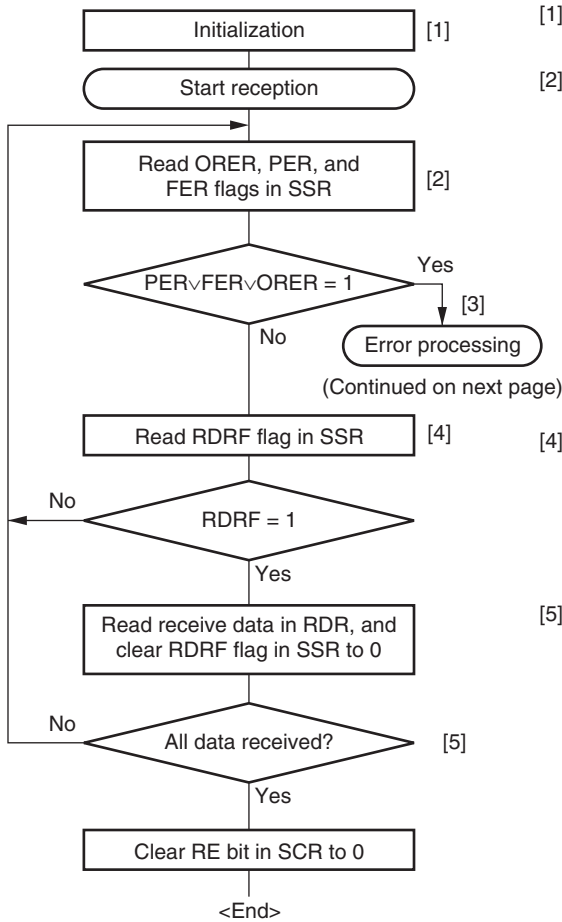 Initialization
[1]
[1]
Start reception
[2]
Read ORER, PER, and
FER flags in SSR
[2]
PER∨FER∨ORER = 1
Yes
[3]
No
Error processing
(Continued on next page)
Read RDRF flag in SSR
[4]
[4]
No
RDRF = 1
Yes
Read receive data in RDR, and
clear RDRF flag in SSR to 0
[5]
No
All data received?
[5]
Yes
Clear RE bit in SCR to 0
<End>